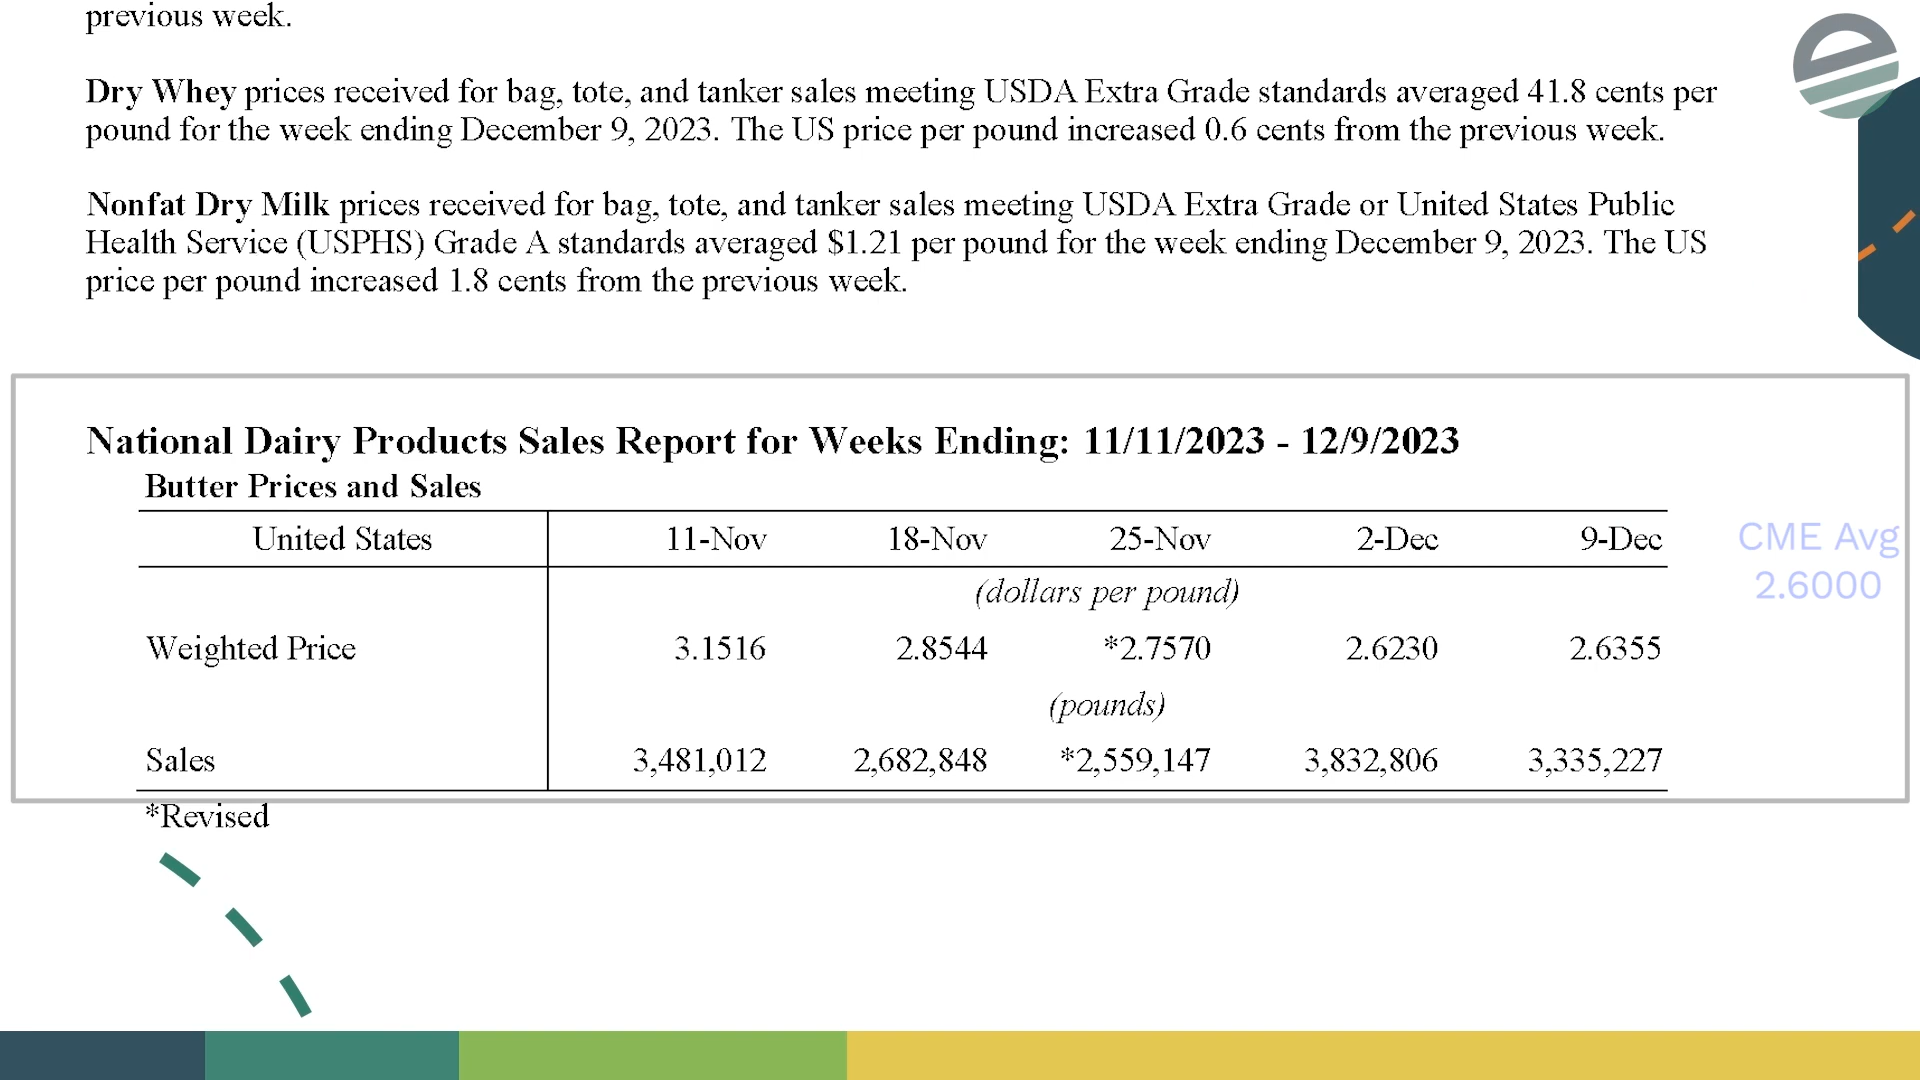 previous week.
Dry Whey prices received for bag, tote, and tanker sales meeting USDA Extra Grade standards averaged 41.8 cents per
pound for the week ending December 9, 2023. The US price per pound increased 0.6 cents from the previous week.
Nonfat Dry Milk prices received for bag, tote, and tanker sales meeting USDA Extra Grade or United States Public
Health Service (USPHS) Grade A standards averaged $1.21 per pound for the week ending December 9, 2023. The US
price per pound increased 1.8 cents from the previous week.
National Dairy Products Sales Report for Weeks Ending: 11/11/2023 - 12/9/2023
Butter Prices and Sales
United States 11-Nov 18-Nov 25-Nov 2-Dec 9-Dec
CME Avg
2.6000
(dollars per pound)
Weighted Price 3.1516 2.8544 *2.7570 2.6230 2.6355
(pounds)
Sales 3,481,012 2,682,848 *2,559,147 3,832,806 3,335,227
*Revised